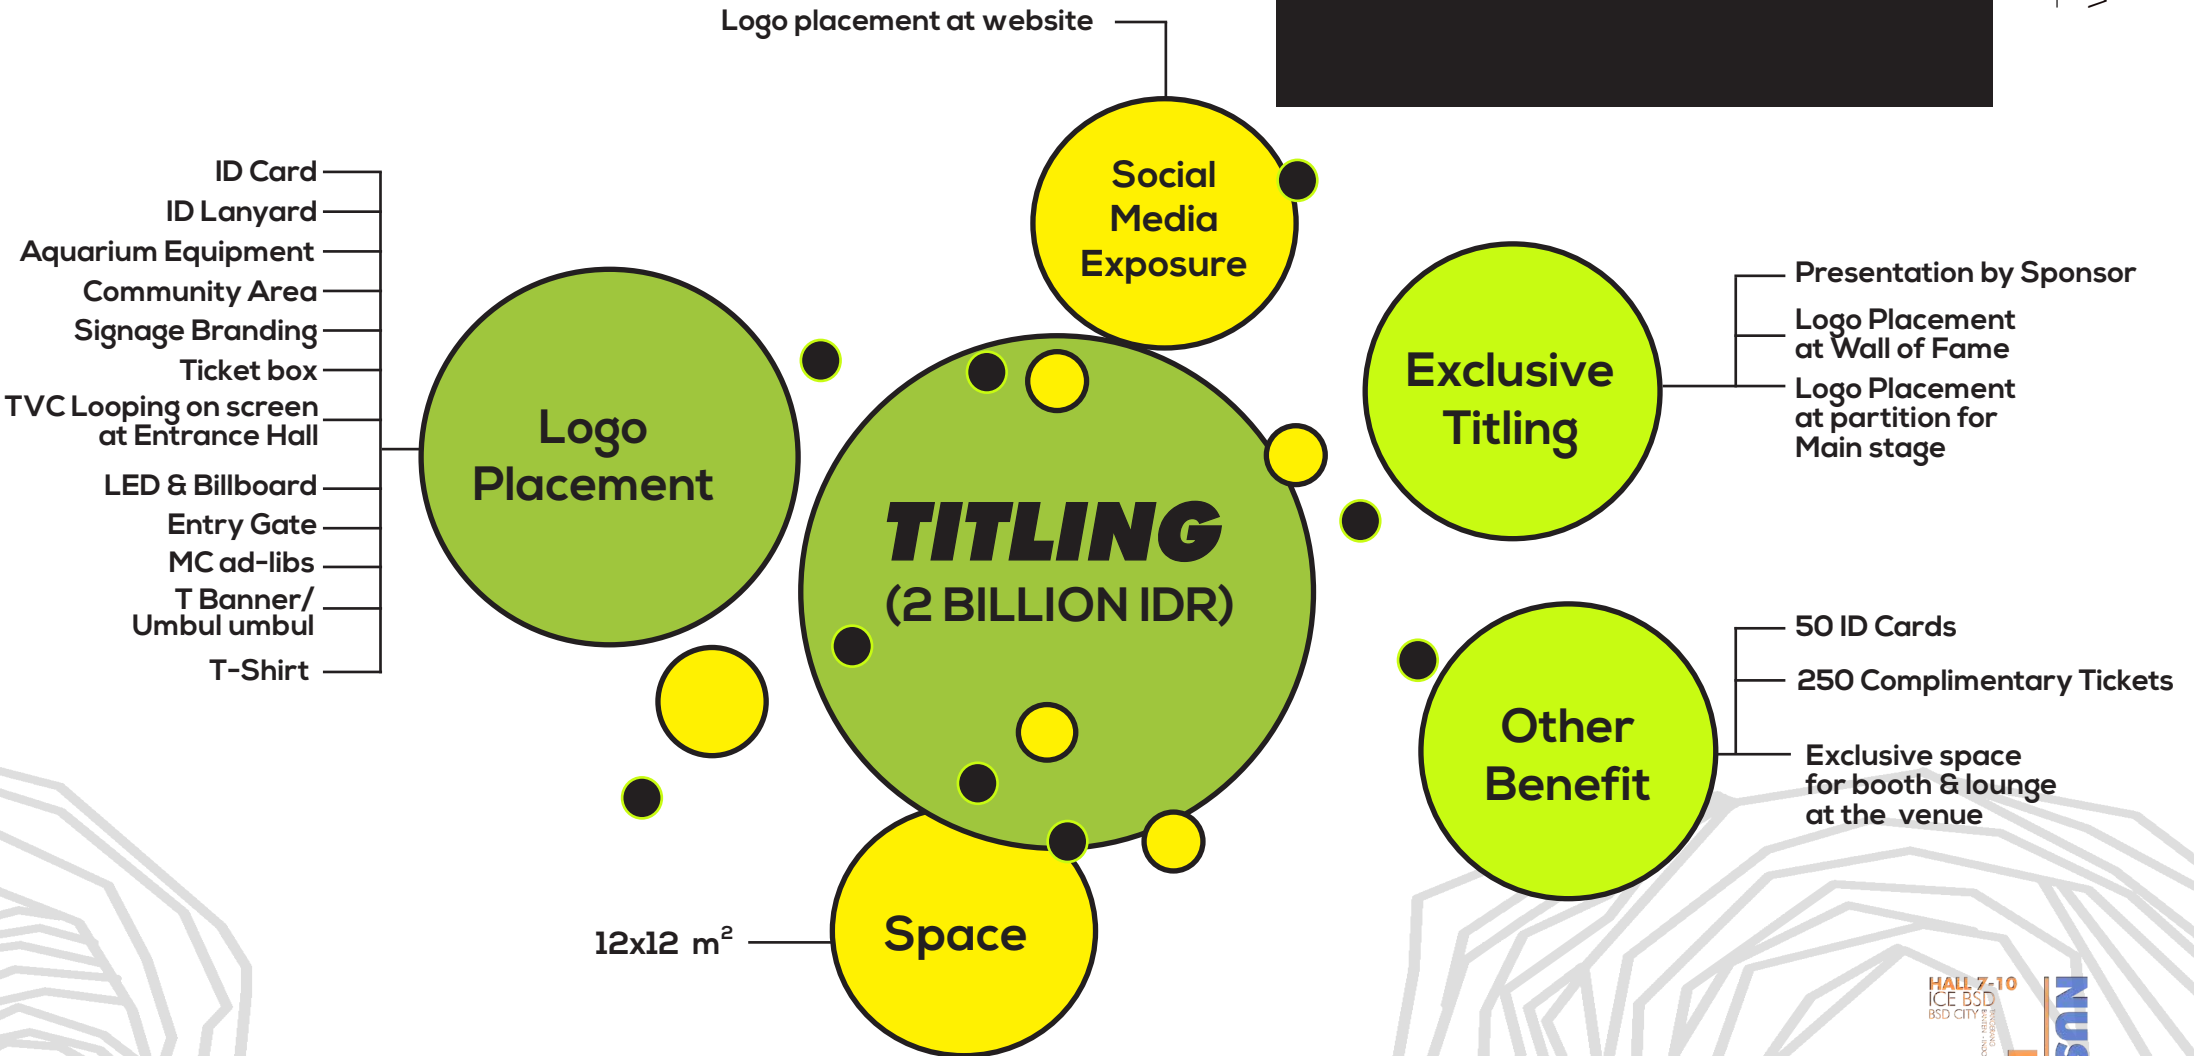 Logo placement at website
Social
Media
Exposure
ID Card
ID Lanyard
Aquarium Equipment
Community Area
Signage Branding
Ticket box
TVC Looping on screen
at Entrance Hall
LED & Billboard
Entry Gate
MC ad-libs
T Banner/
Umbul umbul
T-Shirt
Logo
Placement
TITLING
(2 BILLION IDR)
Exclusive
Titling
Presentation by Sponsor
Logo Placement
at Wall of Fame
Logo Placement
at partition for
Main stage
Other
Benefit
50 ID Cards
250 Complimentary Tickets
Exclusive space
for booth & lounge
at the venue
12x12 m²
Space
HALL 7-10
ICE BSD
BSD CITY
NUS